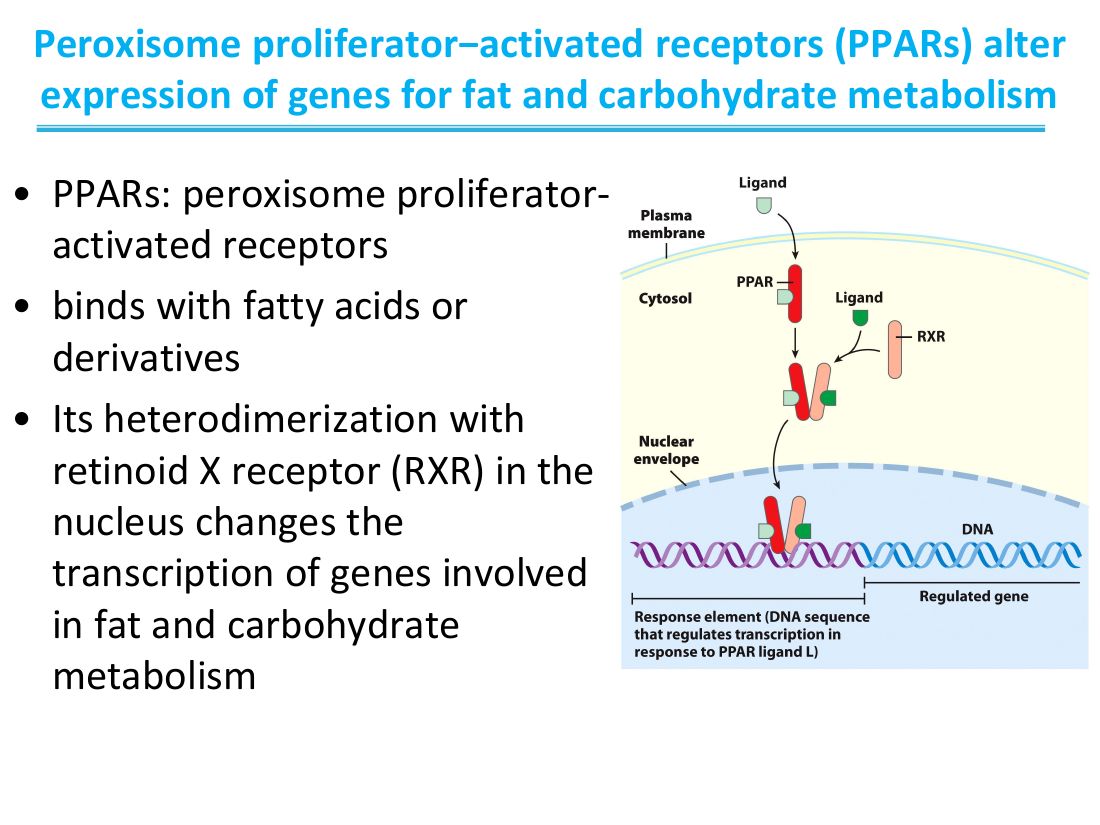 Peroxisome proliferator–activated receptors (PPARs) alter
expression of genes for fat and carbohydrate metabolism
• PPARs: peroxisome proliferator-
activated receptors
• binds with fatty acids or
derivatives
• Its heterodimerization with
retinoid X receptor (RXR) in the
nucleus changes the
transcription of genes involved
in fat and carbohydrate
metabolism
Ligand
Plasma
membrane
PPAR
Cytosol
Ligand
RXR
Nuclear
envelope
DNA
Regulated gene
Response element (DNA sequence
that regulates transcription in
response to PPAR ligand L)